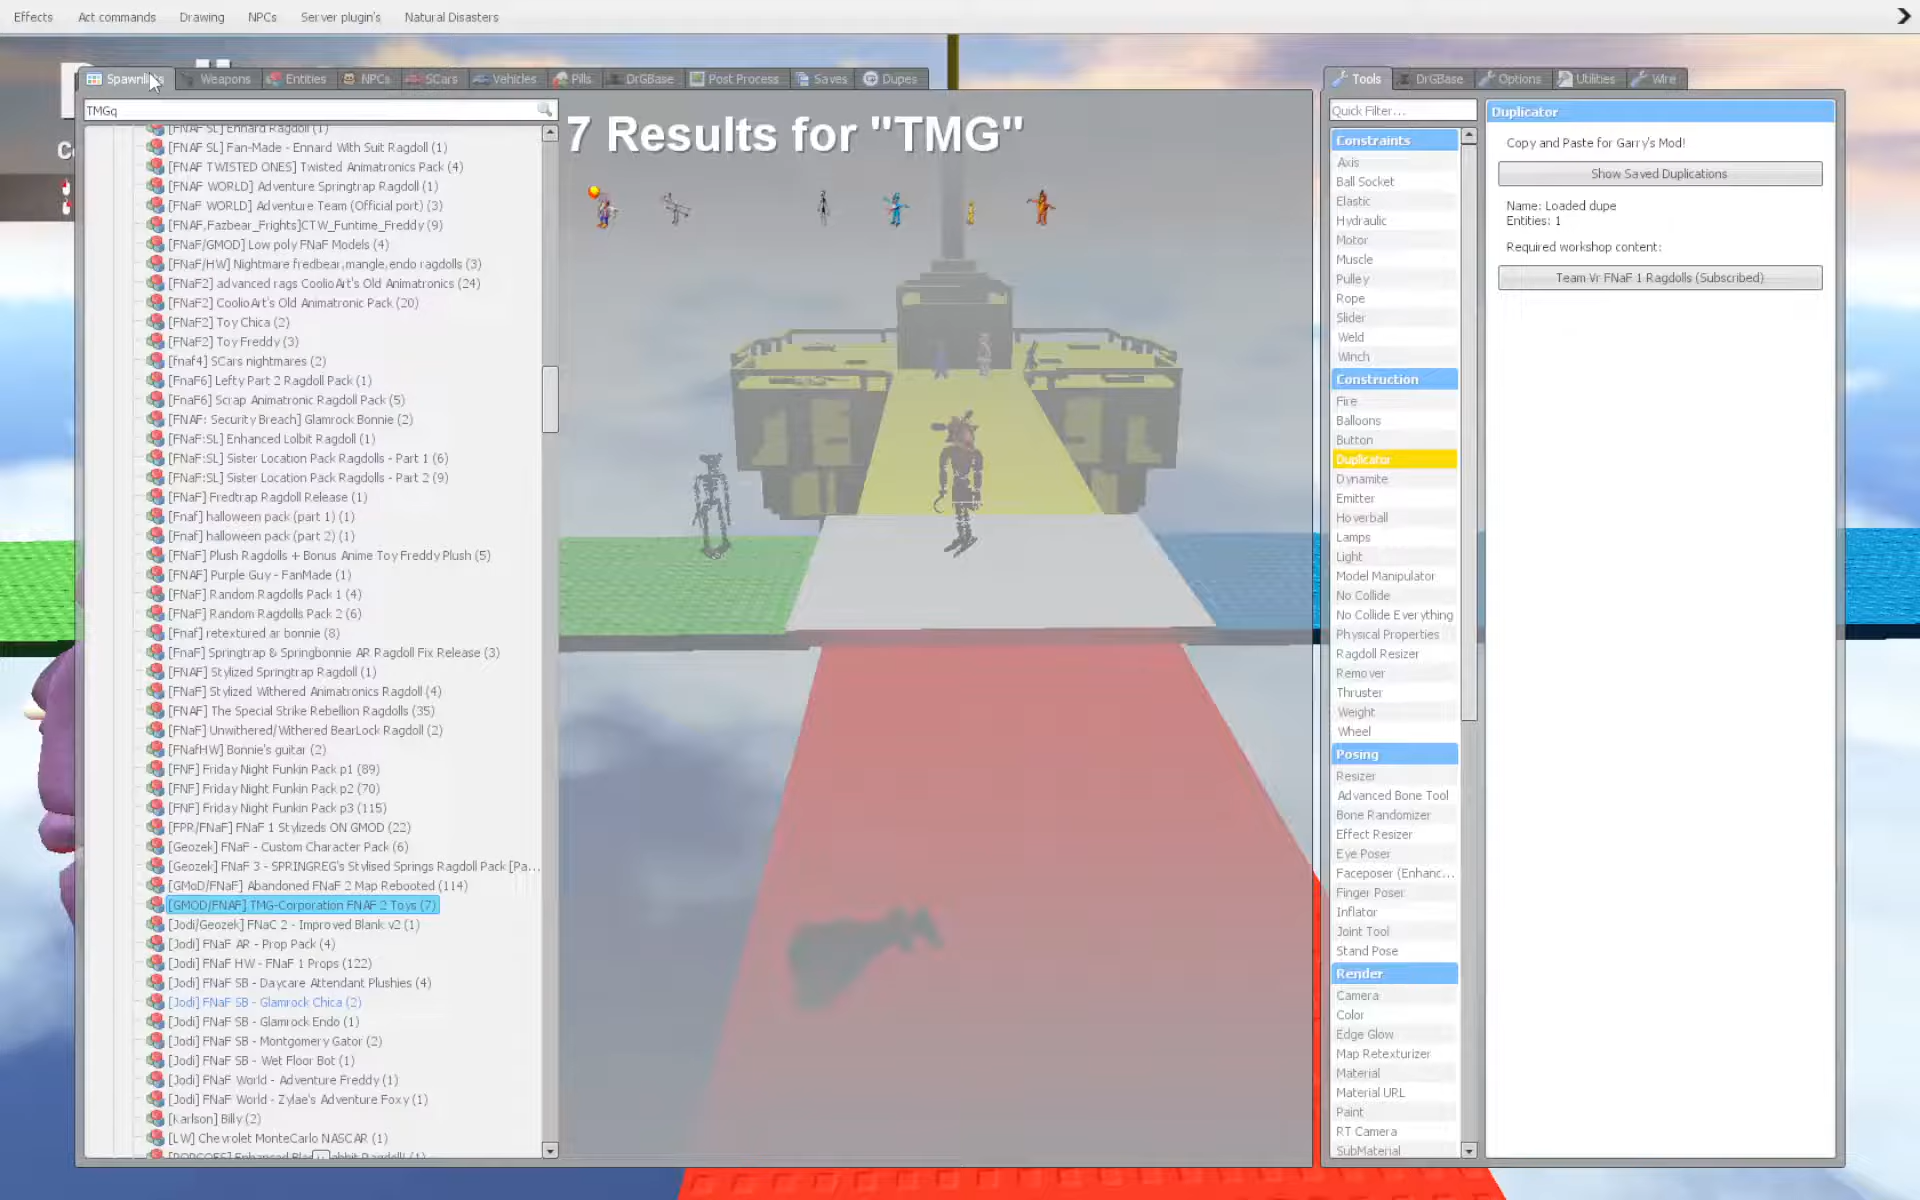 Effects Act commands Drawing NPCs Server plugin's Natural Disasters
Spawnlists Weapons Entities NPCs SCars Vehicles Pills DrGBase Post Process Saves Dupes
TMGq
7 Results for "TMG"
[FNAF SL] Ennard Ragdoll (1)
[FNAF SL] Fan-Made - Ennard With Suit Ragdoll (1)
[FNAF TWISTED ONES] Twisted Animatronics Pack (4)
[FNAF WORLD] Adventure Springtrap Ragdoll (1)
[FNaF WORLD] Adventure Team (Official port) (3)
[FNAF,Fazbear_Frights]CTW_Funtime_Freddy (9)
[FNaF/GMOD] Low poly FNaF Models (4)
[FNaF/HW] Nightmare fredbear,mangle,endo ragdolls (3)
[FNaF2] advanced rags CoolioArt's Old Animatronics (24)
[FNaF2] CoolioArt's Old Animatronic Pack (20)
[FNaF2] Toy Chica (2)
[FNaF2] Toy Freddy (3)
[fnaf4] SCars nightmares (2)
[FnaF6] Lefty Part 2 Ragdoll Pack (1)
[FnaF6] Scrap Animatronic Ragdoll Pack (5)
[FNAF: Security Breach] Glamrock Bonnie (2)
[FNaF:SL] Enhanced Lolbit Ragdoll (1)
[FNaF:SL] Sister Location Pack Ragdolls - Part 1 (6)
[FNaF:SL] Sister Location Pack Ragdolls - Part 2 (9)
[FNaF] Fredtrap Ragdoll Release (1)
[Fnaf] halloween pack (part 1) (1)
[Fnaf] halloween pack (part 2) (1)
[FNaF] Plush Ragdolls + Bonus Anime Toy Freddy Plush (5)
[FNAF] Purple Guy - FanMade (1)
[FNaF] Random Ragdolls Pack 1 (4)
[FNaF] Random Ragdolls Pack 2 (6)
[Fnaf] retextured ar bonnie (8)
[FnaF] Springtrap & Springbonnie AR Ragdoll Fix Release (3)
[FNAF] Stylized Springtrap Ragdoll (1)
[FNaF] Stylized Withered Animatronics Ragdoll (4)
[FNAF] The Special Strike Rebellion Ragdolls (35)
[FNaF] Unwithered/Withered BearLock Ragdoll (2)
[FNafHW] Bonnie's guitar (2)
[FNF] Friday Night Funkin Pack p1 (89)
[FNF] Friday Night Funkin Pack p2 (70)
[FNF] Friday Night Funkin Pack p3 (115)
[FPR/FNaF] FNaF 1 Stylizeds ON GMOD (22)
[Geozek] FNaF - Custom Character Pack (6)
[Geozek] FNaF 3 - SPRINGREG's Stylised Springs Ragdoll Pack [Pa...
[GMoD/FNaF] Abandoned FNaF 2 Map Rebooted (114)
[GMOD/FNAF] TMG-Corporation FNAF 2 Toys (7)
[Jodi/Geozek] FNaC 2 - Improved Blank v2 (1)
[Jodi] FNaF AR - Prop Pack (4)
[Jodi] FNaF HW - FNaF 1 Props (122)
[Jodi] FNaF SB - Daycare Attendant Plushies (4)
[Jodi] FNaF SB - Glamrock Chica (2)
[Jodi] FNaF SB - Glamrock Endo (1)
[Jodi] FNaF SB - Montgomery Gator (2)
[Jodi] FNaF SB - Wet Floor Bot (1)
[Jodi] FNaF World - Adventure Freddy (1)
[Jodi] FNaF World - Zylae's Adventure Foxy (1)
[Karlson] Billy (2)
[LW] Chevrolet MonteCarlo NASCAR (1)
Tools DrGBase Options Utilities Wire
Quick Filter...
Constraints
Axis
Ball Socket
Elastic
Hydraulic
Motor
Muscle
Pulley
Rope
Slider
Weld
Winch
Construction
Fire
Balloons
Button
Duplicator
Dynamite
Emitter
Hoverball
Lamps
Light
Model Manipulator
No Collide
No Collide Everything
Physical Properties
Ragdoll Resizer
Remover
Thruster
Weight
Wheel
Posing
Resizer
Advanced Bone Tool
Bone Randomizer
Effect Resizer
Eye Poser
Faceposer (Enhanc...
Finger Poser
Inflator
Joint Tool
Stand Pose
Render
Camera
Color
Edge Glow
Map Retexturizer
Material
Material URL
Paint
RT Camera
SubMaterial
Duplicator
Copy and Paste for Garry's Mod!
Show Saved Duplications
Name: Loaded dupe
Entities: 1
Required workshop content:
Team Vr FNaF 1 Ragdolls (Subscribed)